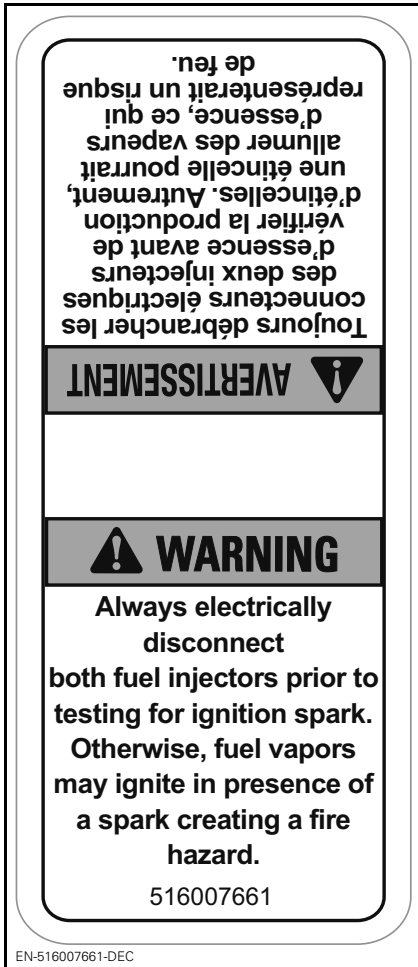 AVERTISSEMENT
Toujours débrancher les
connecteurs électriques
des deux injecteurs
d'essence avant de
vérifier la production
d'étincelles. Autrement,
une étincelle pourrait
allumer des vapeurs
d'essence, ce qui
représenterait un risque
de feu.
WARNING
Always electrically
disconnect
both fuel injectors prior to
testing for ignition spark.
Otherwise, fuel vapors
may ignite in presence of
a spark creating a fire
hazard.
516007661
EN-516007661-DEC